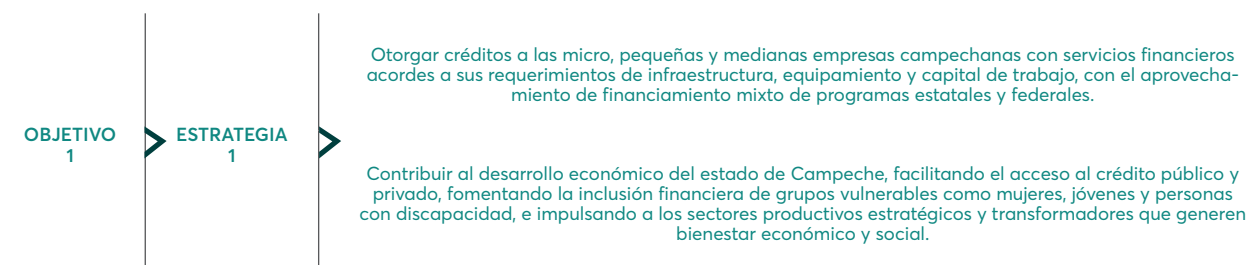 OBJETIVO
1
ESTRATEGIA
1
Otorgar créditos a las micro, pequeñas y medianas empresas campechanas con servicios financieros
acordes a sus requerimientos de infraestructura, equipamiento y capital de trabajo, con el aprovecha-
miento de financiamiento mixto de programas estatales y federales.
Contribuir al desarrollo económico del estado de Campeche, facilitando el acceso al crédito público y
privado, fomentando la inclusión financiera de grupos vulnerables como mujeres, jóvenes y personas
con discapacidad, e impulsando a los sectores productivos estratégicos y transformadores que generen
bienestar económico y social.